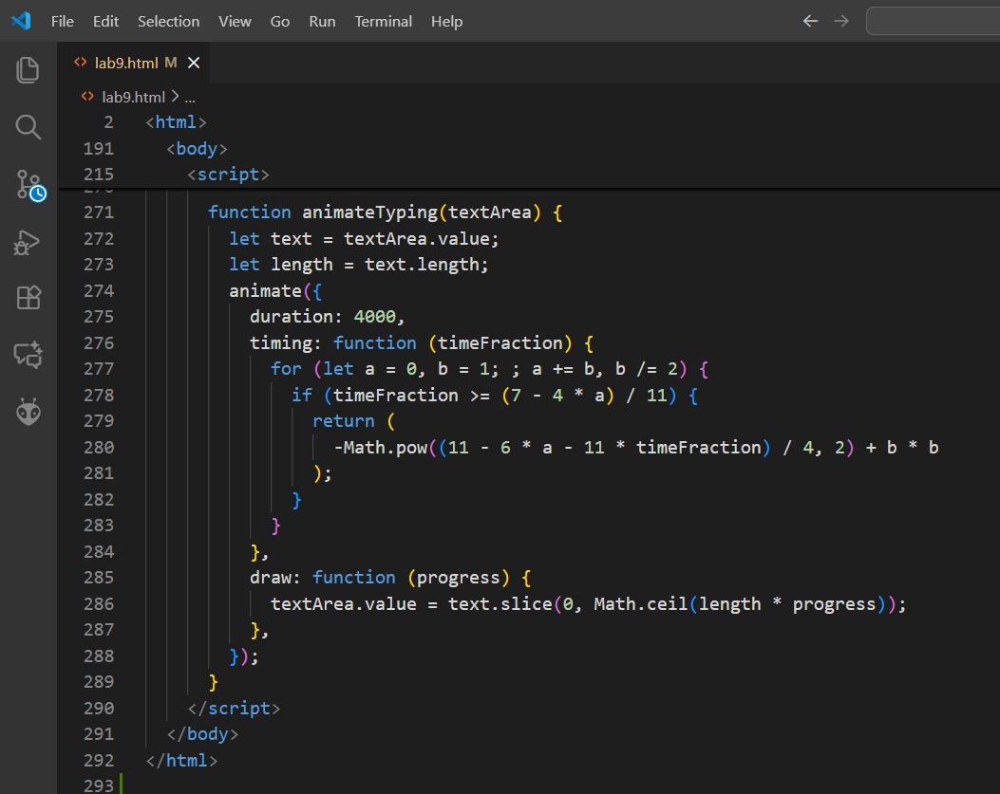 File Edit Selection View Go Run Terminal Help
lab9.html M
lab9.html > ...
2 <html>
191 <body>
215 <script>
271 function animateTyping(textArea) {
272 let text = textArea.value;
273 let length = text.length;
274 animate({
275 duration: 4000,
276 timing: function (timeFraction) {
277 for (let a = 0, b = 1; ; a += b, b /= 2) {
278 if (timeFraction >= (7 - 4 * a) / 11) {
279 return (
280 -Math.pow((11 - 6 * a - 11 * timeFraction) / 4, 2) + b * b
281 );
282 }
283 }
284 },
285 draw: function (progress) {
286 textArea.value = text.slice(0, Math.ceil(length * progress));
287 },
288 });
289 }
290 </script>
291 </body>
292 </html>
293